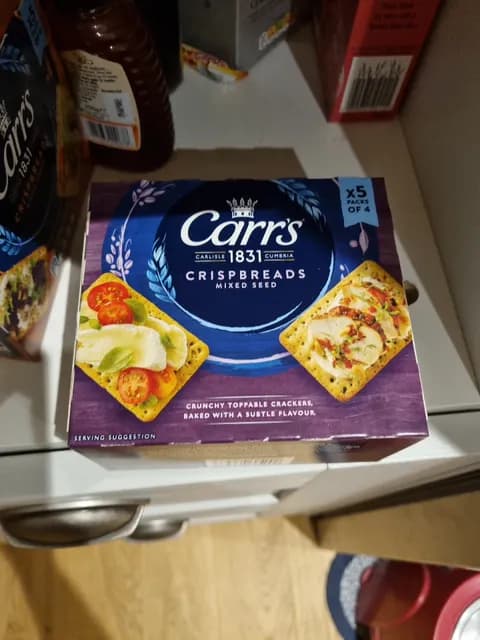 Carr's
1831
x5
PACKS
OF 4
Carr's
CARLISLE 1831 CUMBRIA
CRISPBREADS
MIXED SEED
CRUNCHY TOPPABLE CRACKERS,
BAKED WITH A SUBTLE FLAVOUR
SERVING SUGGESTION